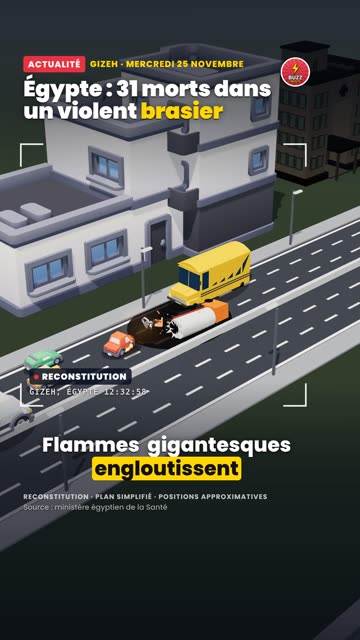 ACTUALITÉ GIZEH • MERCREDI 25 NOVEMBRE
BUZZ
Égypte : 31 morts dans
un violent brasier
RECONSTITUTION
GIZEH, ÉGYPTE 12:32:58
Flammes gigantesques
engloutissent
RECONSTITUTION • PLAN SIMPLIFIÉ • POSITIONS APPROXIMATIVES
Source : ministère égyptien de la Santé